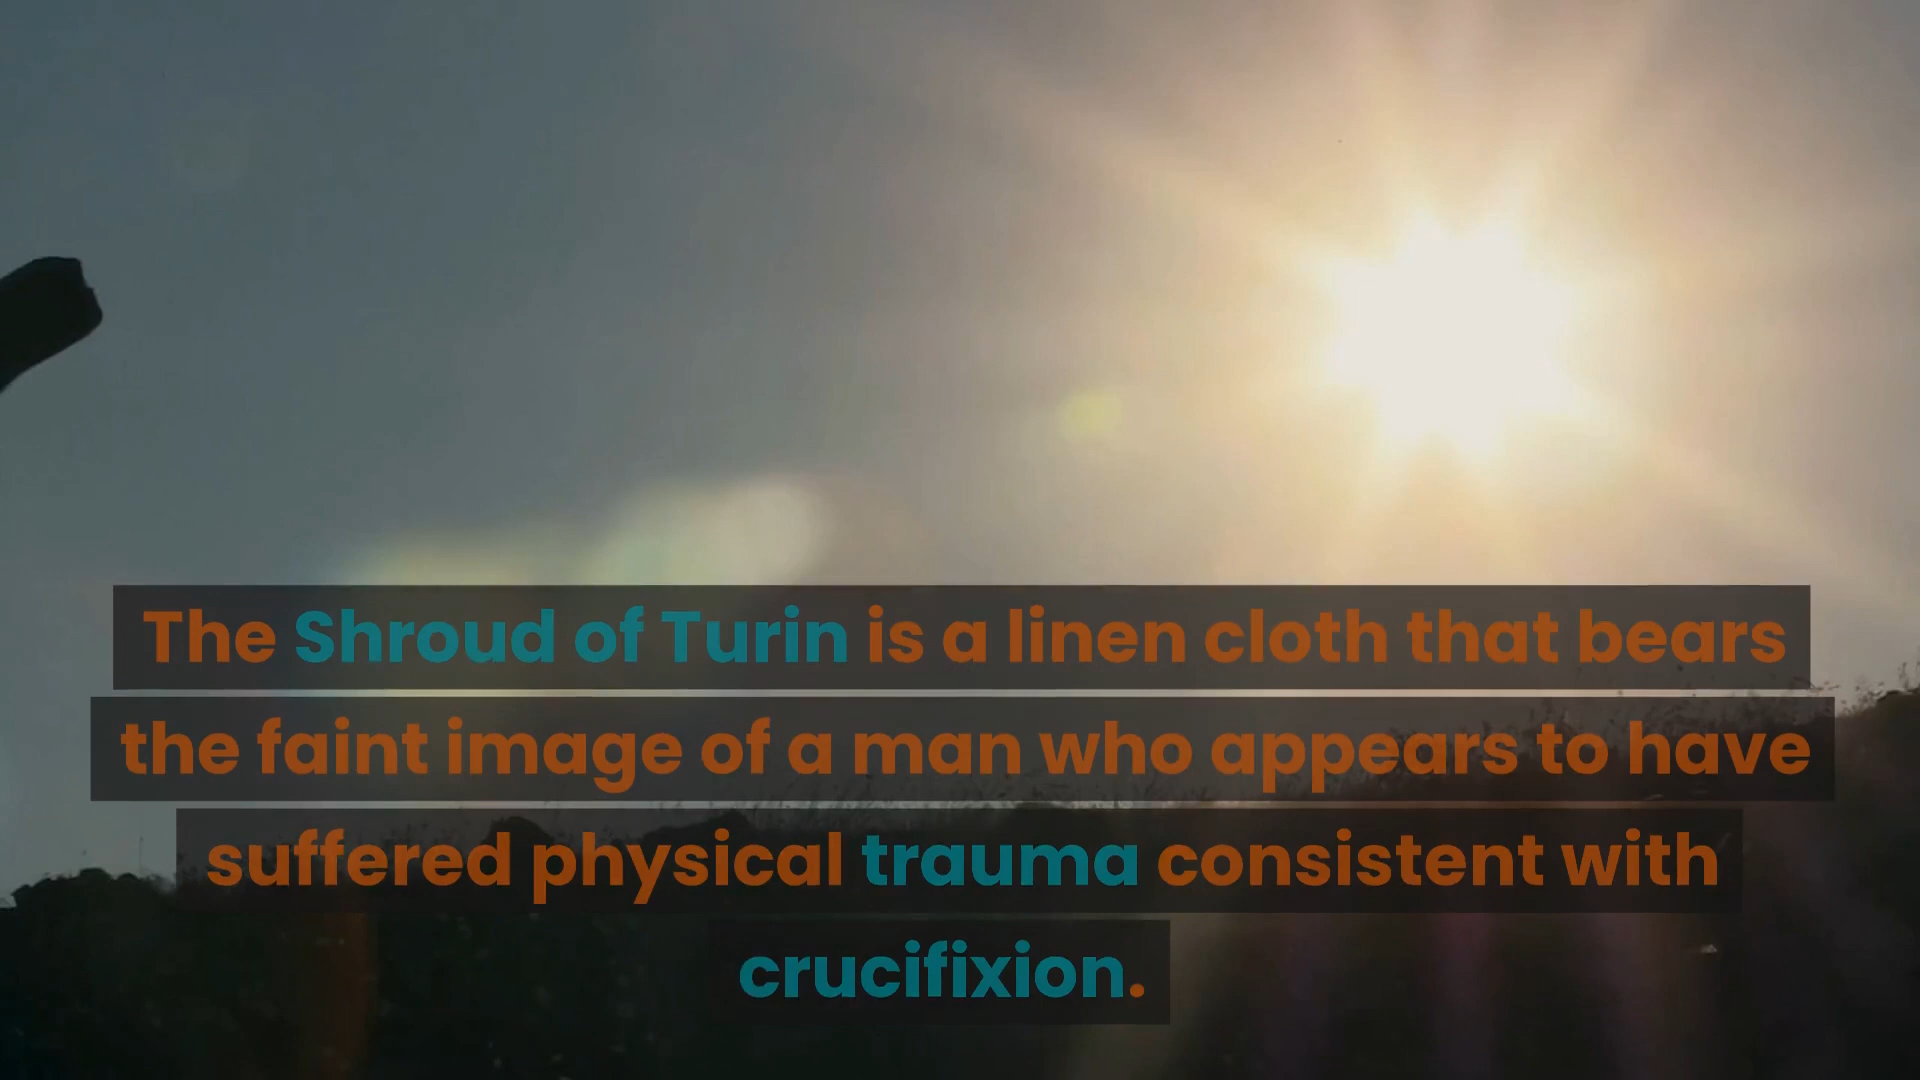 The Shroud of Turin is a linen cloth that bears
the faint image of a man who appears to have
suffered physical trauma consistent with
crucifixion.